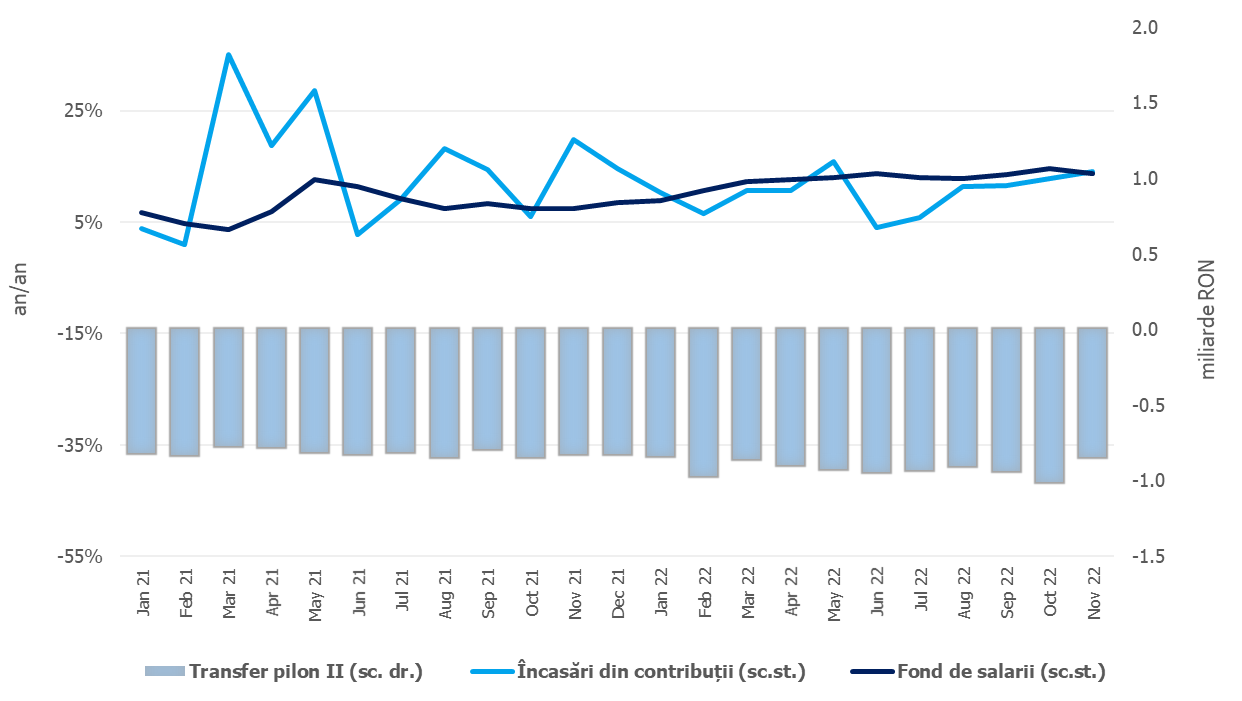 2.0
1.5
1.0
0.5
0.0
-0.5
-1.0
-1.5
25%
5%
-15%
-35%
-55%
an/an
miliarde RON
Jan 21
Feb 21
Mar 21
Apr 21
May 21
Jun 21
Jul 21
Aug 21
Sep 21
Oct 21
Nov 21
Dec 21
Jan 22
Feb 22
Mar 22
Apr 22
May 22
Jun 22
Jul 22
Aug 22
Sep 22
Oct 22
Nov 22
Transfer pilon II (sc. dr.)
Încasări din contribuții (sc.st.)
Fond de salarii (sc.st.)